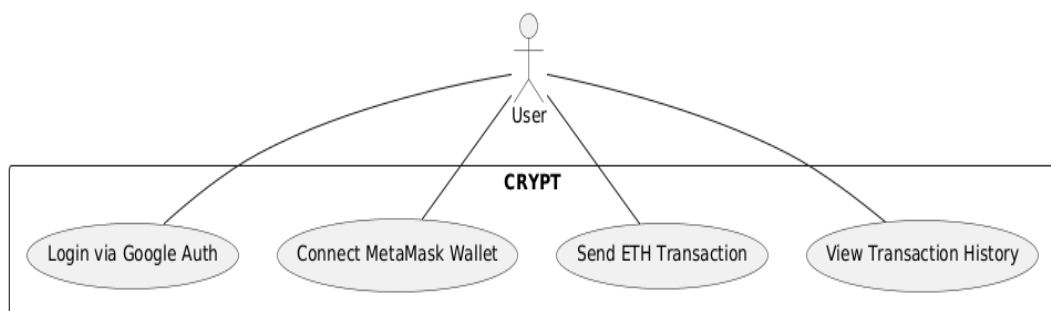 User
CRYPT
Login via Google Auth
Connect MetaMask Wallet
Send ETH Transaction
View Transaction History